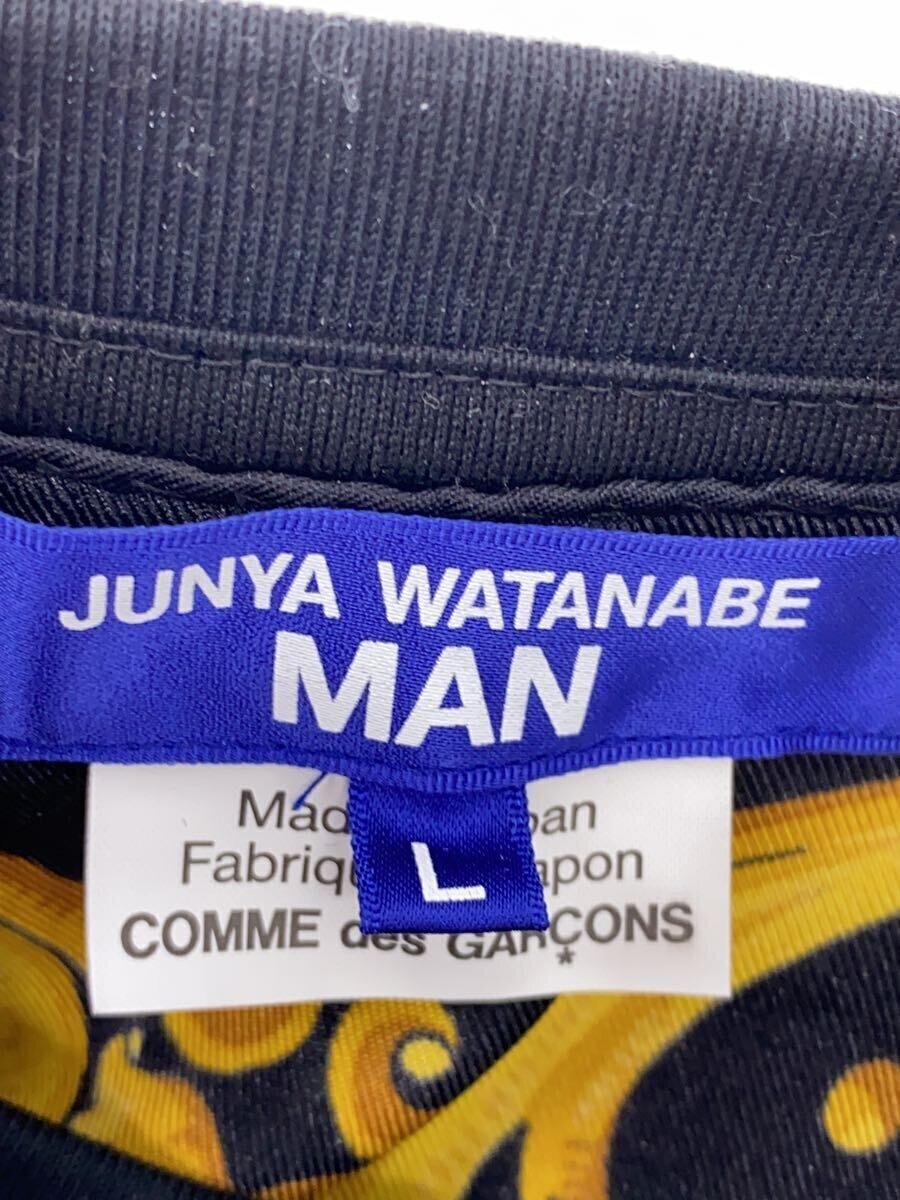 JUNYA WATANABE
MAN
L
COMME des GARÇONS